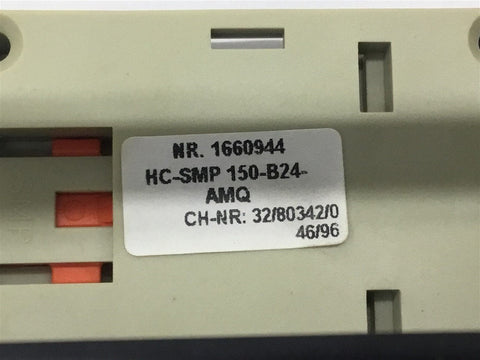 NR. 1660944
HC-SMP 150-B24-
AMQ
CH-NR: 32/80342/0
46/96